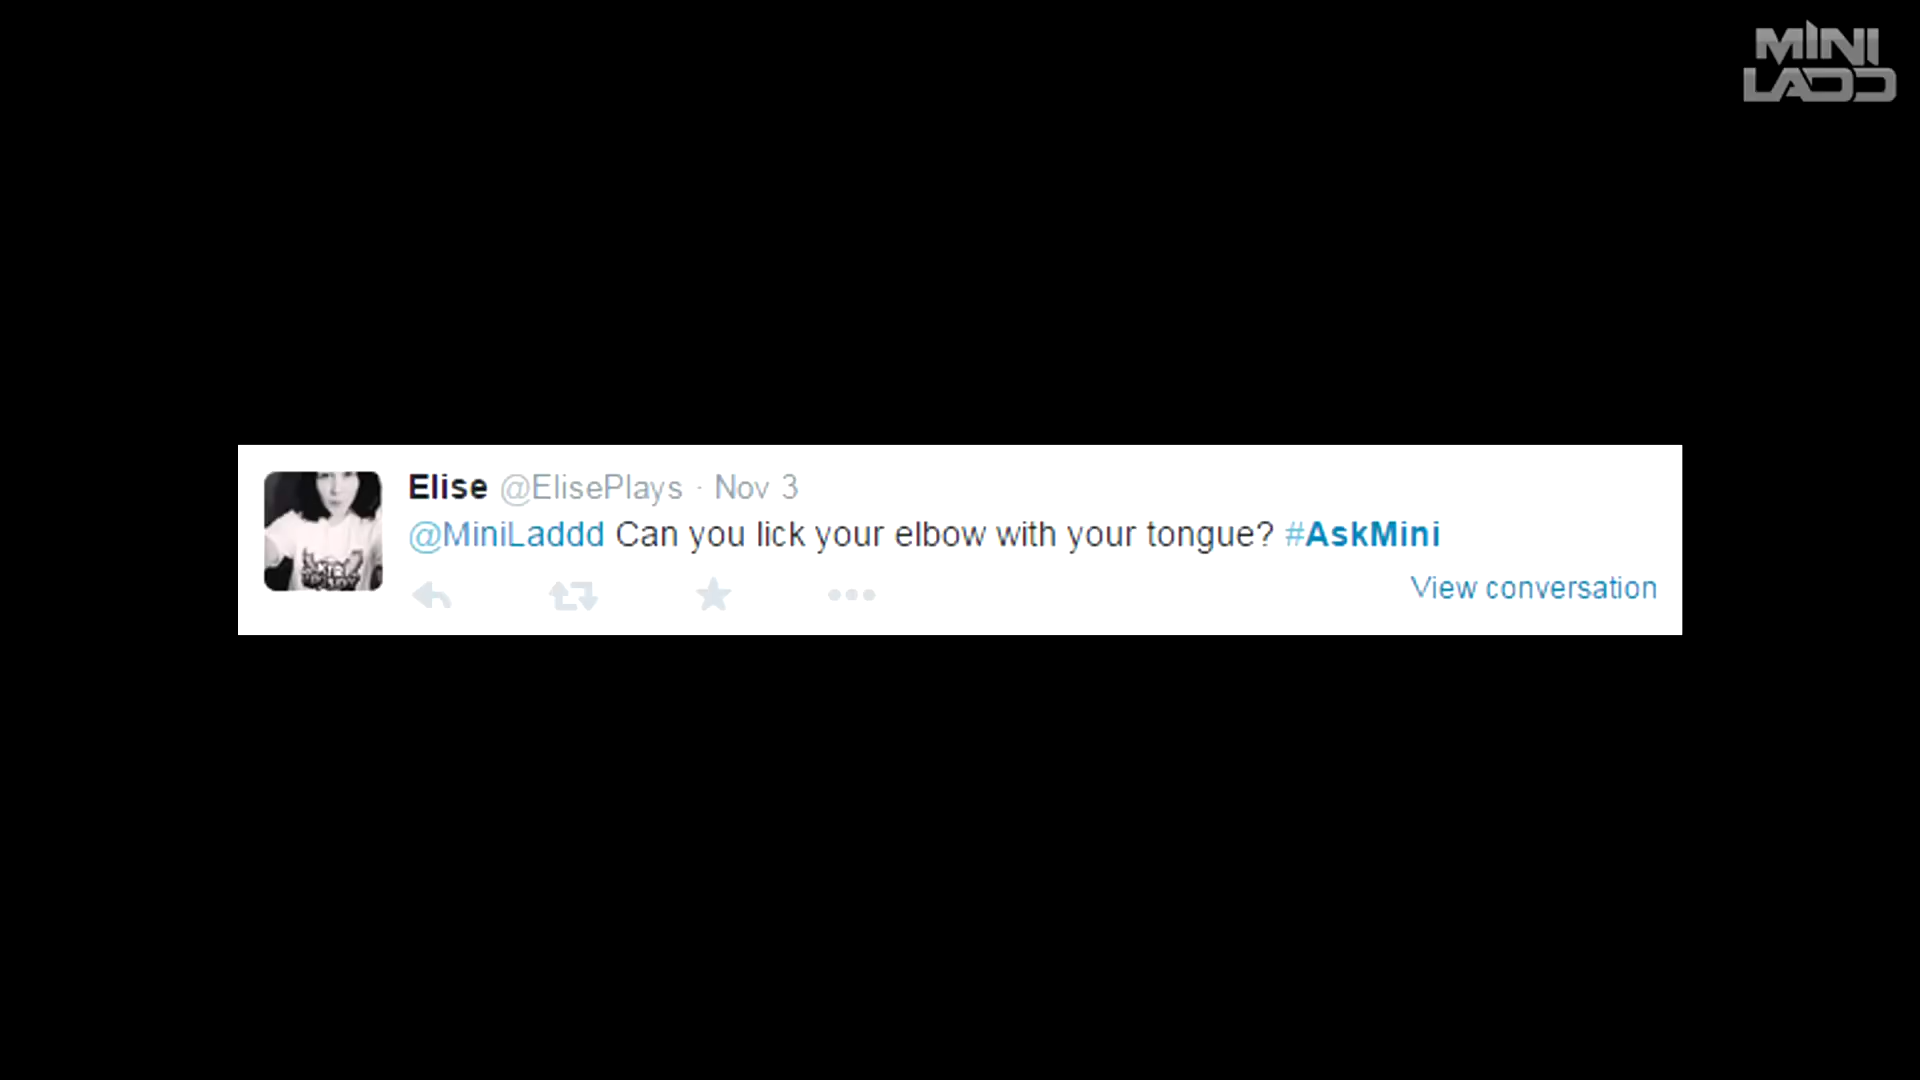 MINI
LADD
Elise @ElisePlays · Nov 3
@MiniLaddd Can you lick your elbow with your tongue? #AskMini
View conversation